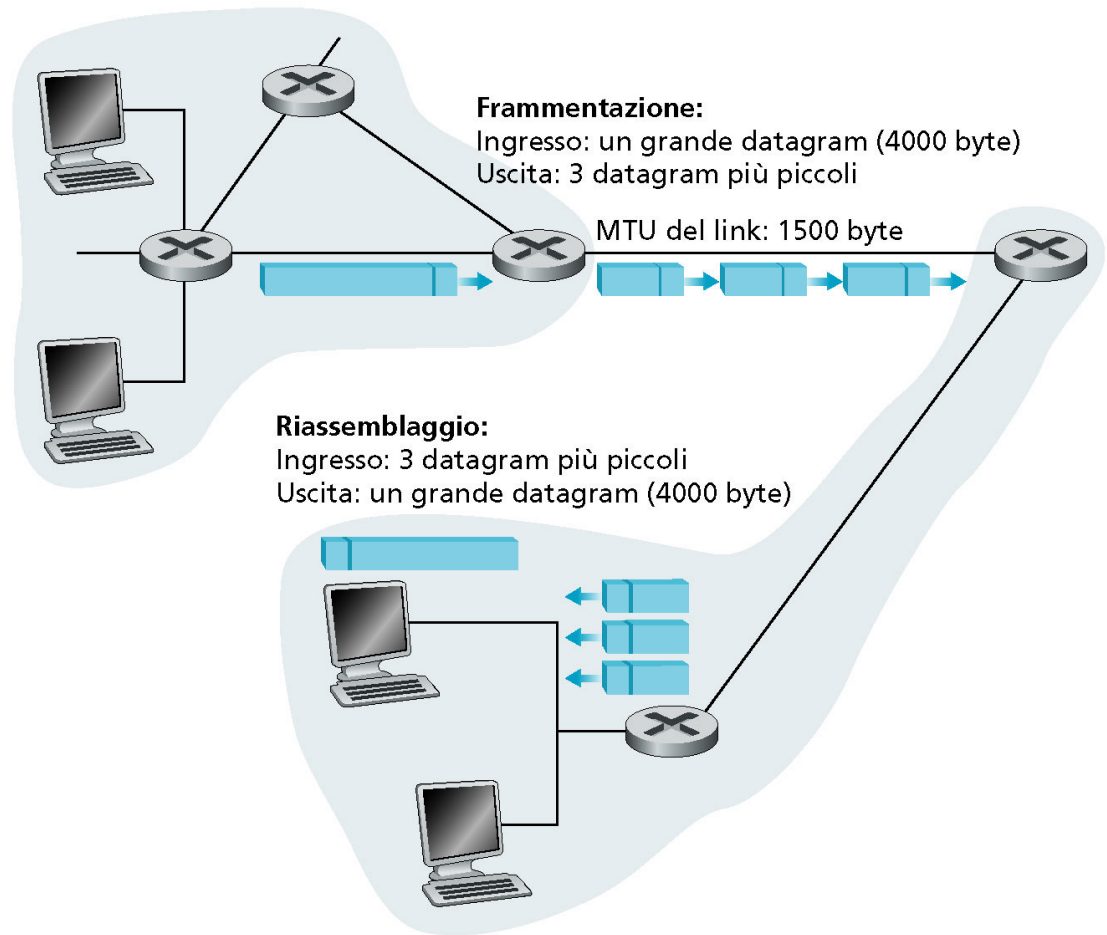 Frammentazione:
Ingresso: un grande datagram (4000 byte)
Uscita: 3 datagram più piccoli
MTU del link: 1500 byte
Riassemblaggio:
Ingresso: 3 datagram più piccoli
Uscita: un grande datagram (4000 byte)